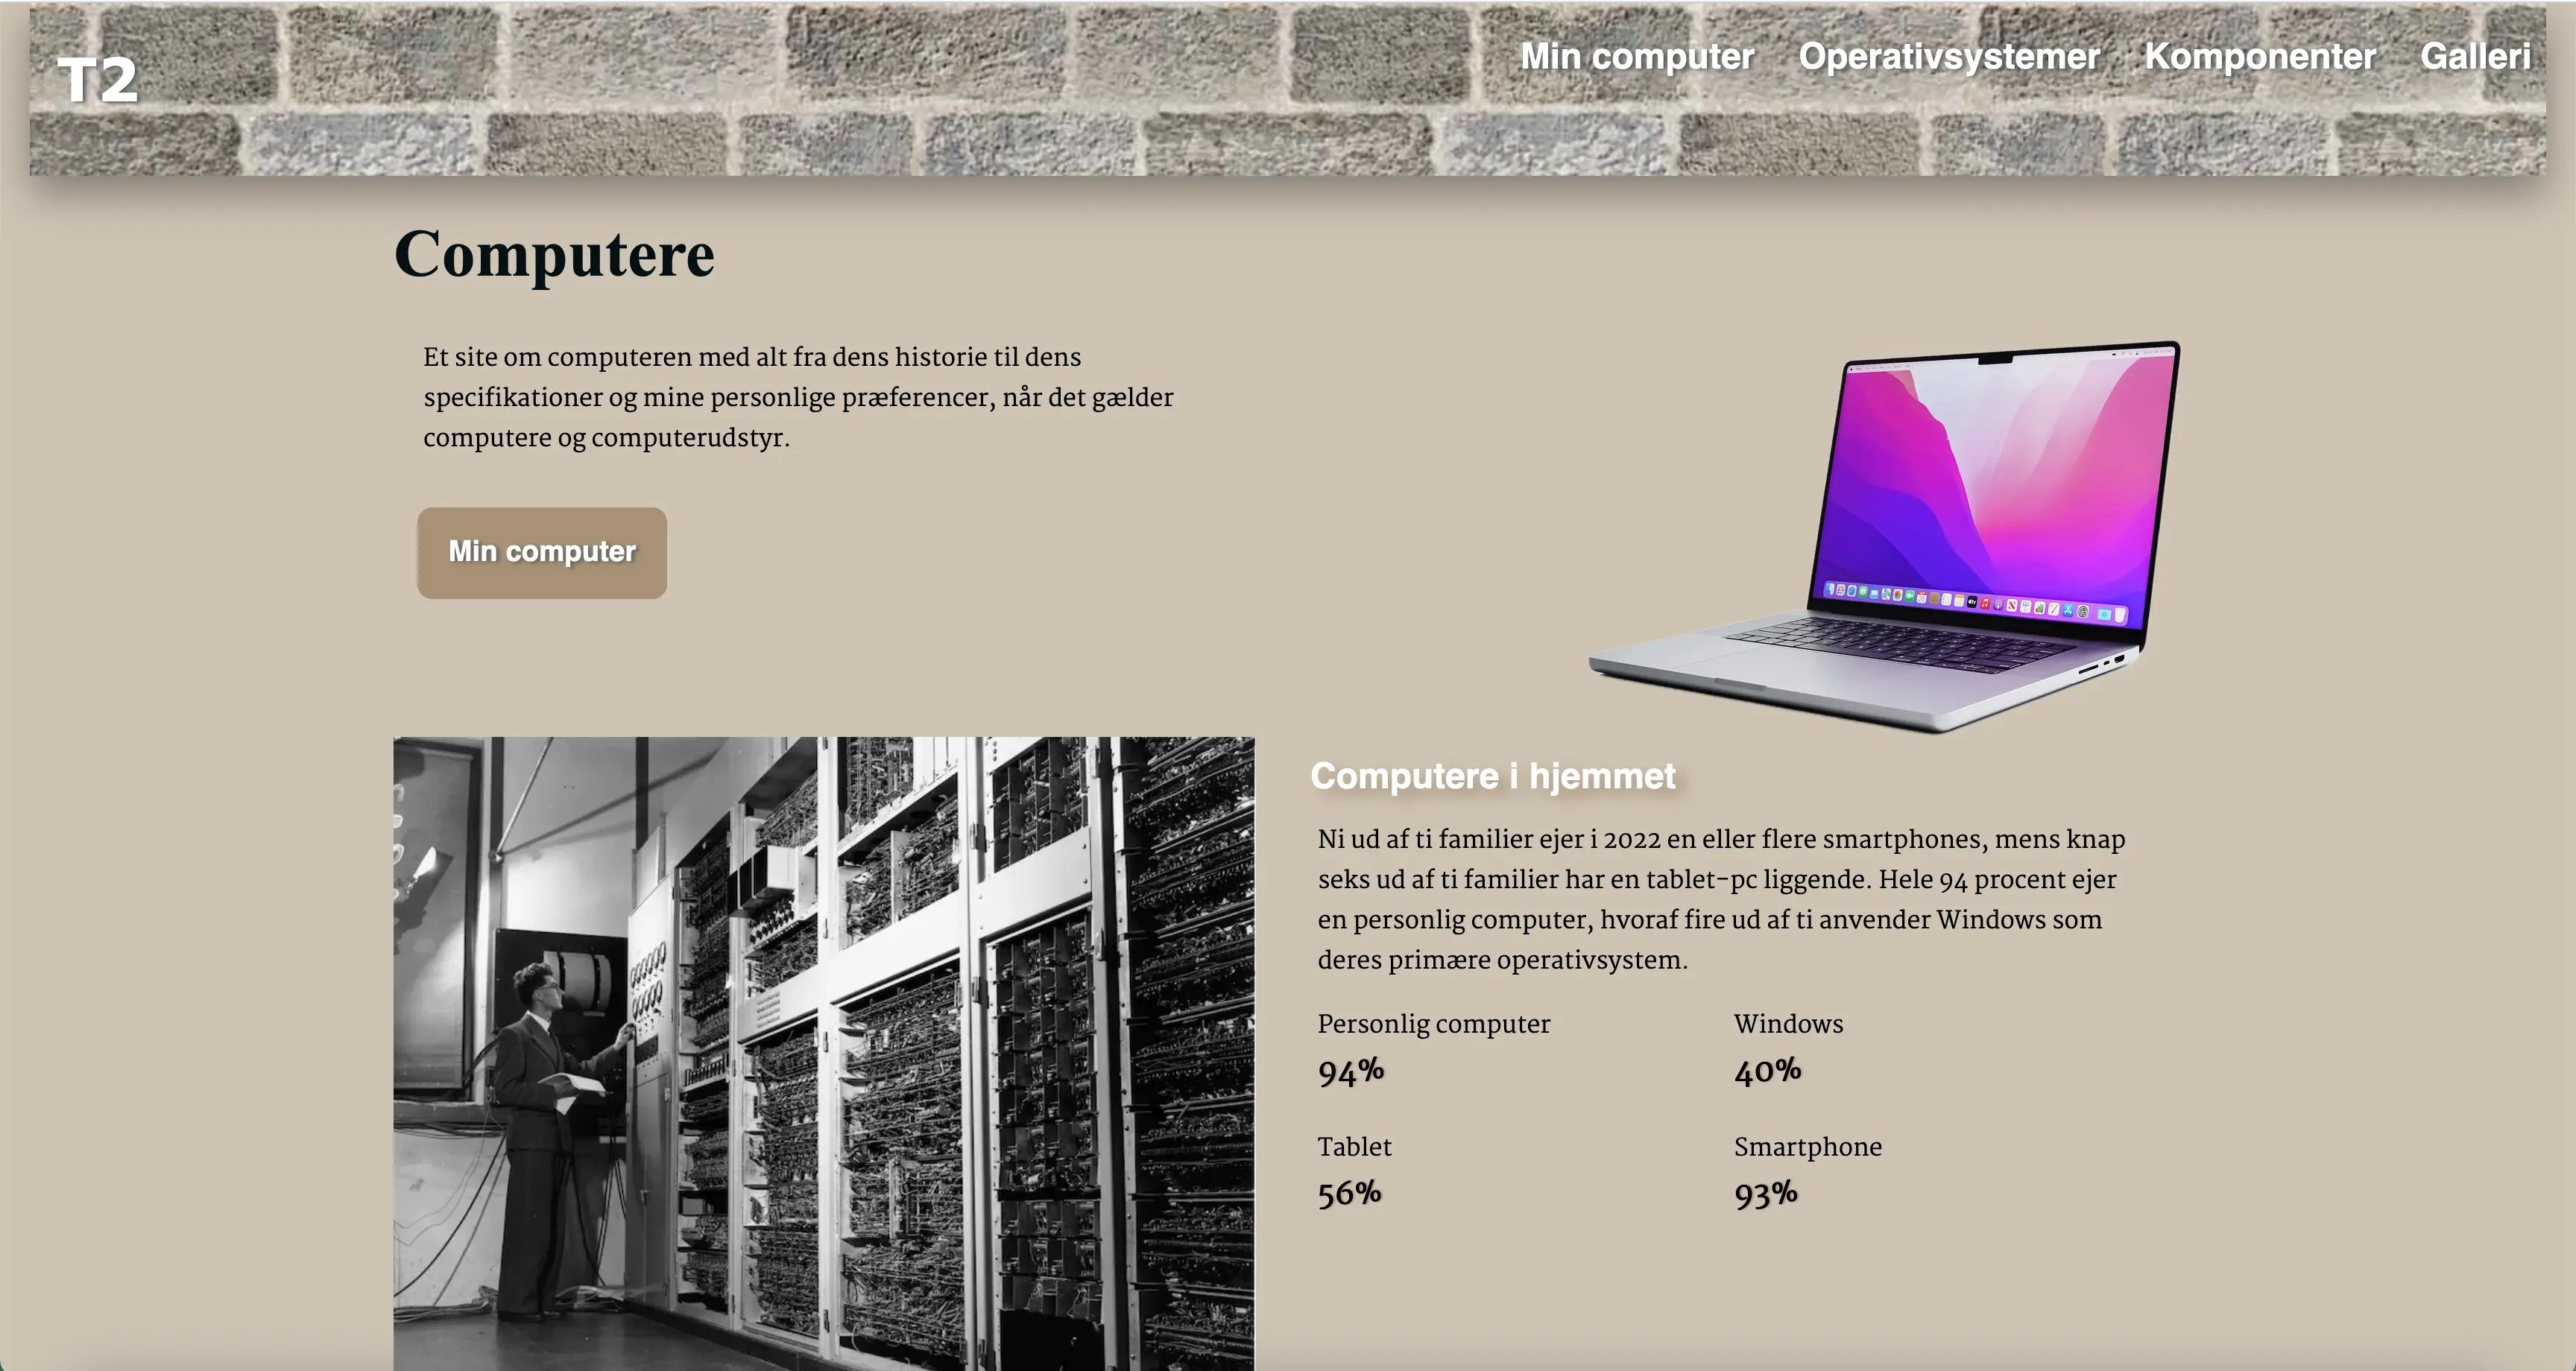 T2
Min computer Operativsystemer Komponenter Galleri
Computere
Et site om computeren med alt fra dens historie til dens
specifikationer og mine personlige præferencer, når det gælder
computere og computerudstyr.
Min computer
Computere i hjemmet
Ni ud af ti familier ejer i 2022 en eller flere smartphones, mens knap
seks ud af ti familier har en tablet-pc liggende. Hele 94 procent ejer
en personlig computer, hvoraf fire ud af ti anvender Windows som
deres primære operativsystem.
Personlig computer
94%
Windows
40%
Tablet
56%
Smartphone
93%